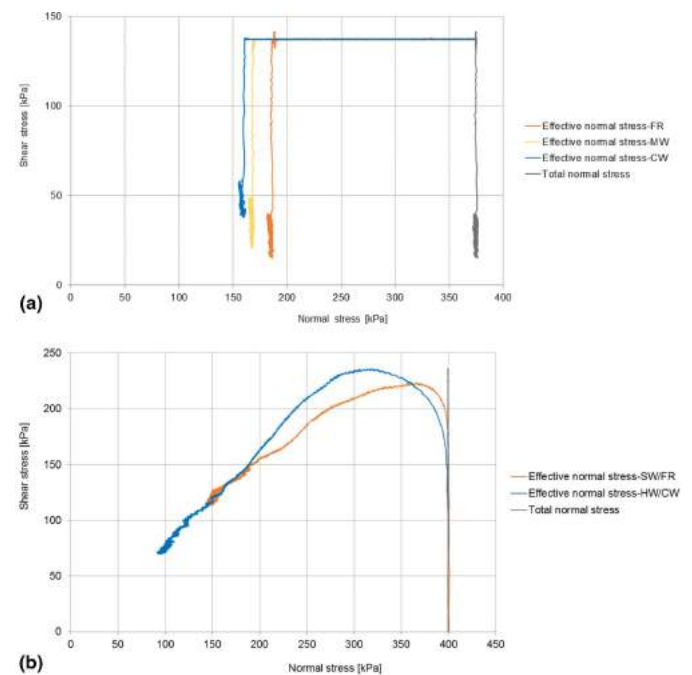 150
100
50
0
Shear stress [kPa]
0 50 100 150 200 250 300 350 400
Normal stress [kPa]
Effective normal stress-FR
Effective normal stress-MW
Effective normal stress-CW
Total normal stress
(a)
250
200
150
100
50
0
Shear stress [kPa]
0 50 100 150 200 250 300 350 400 450
Normal stress [kPa]
Effective normal stress-SW/FR
Effective normal stress-HW/CW
Total normal stress
(b)